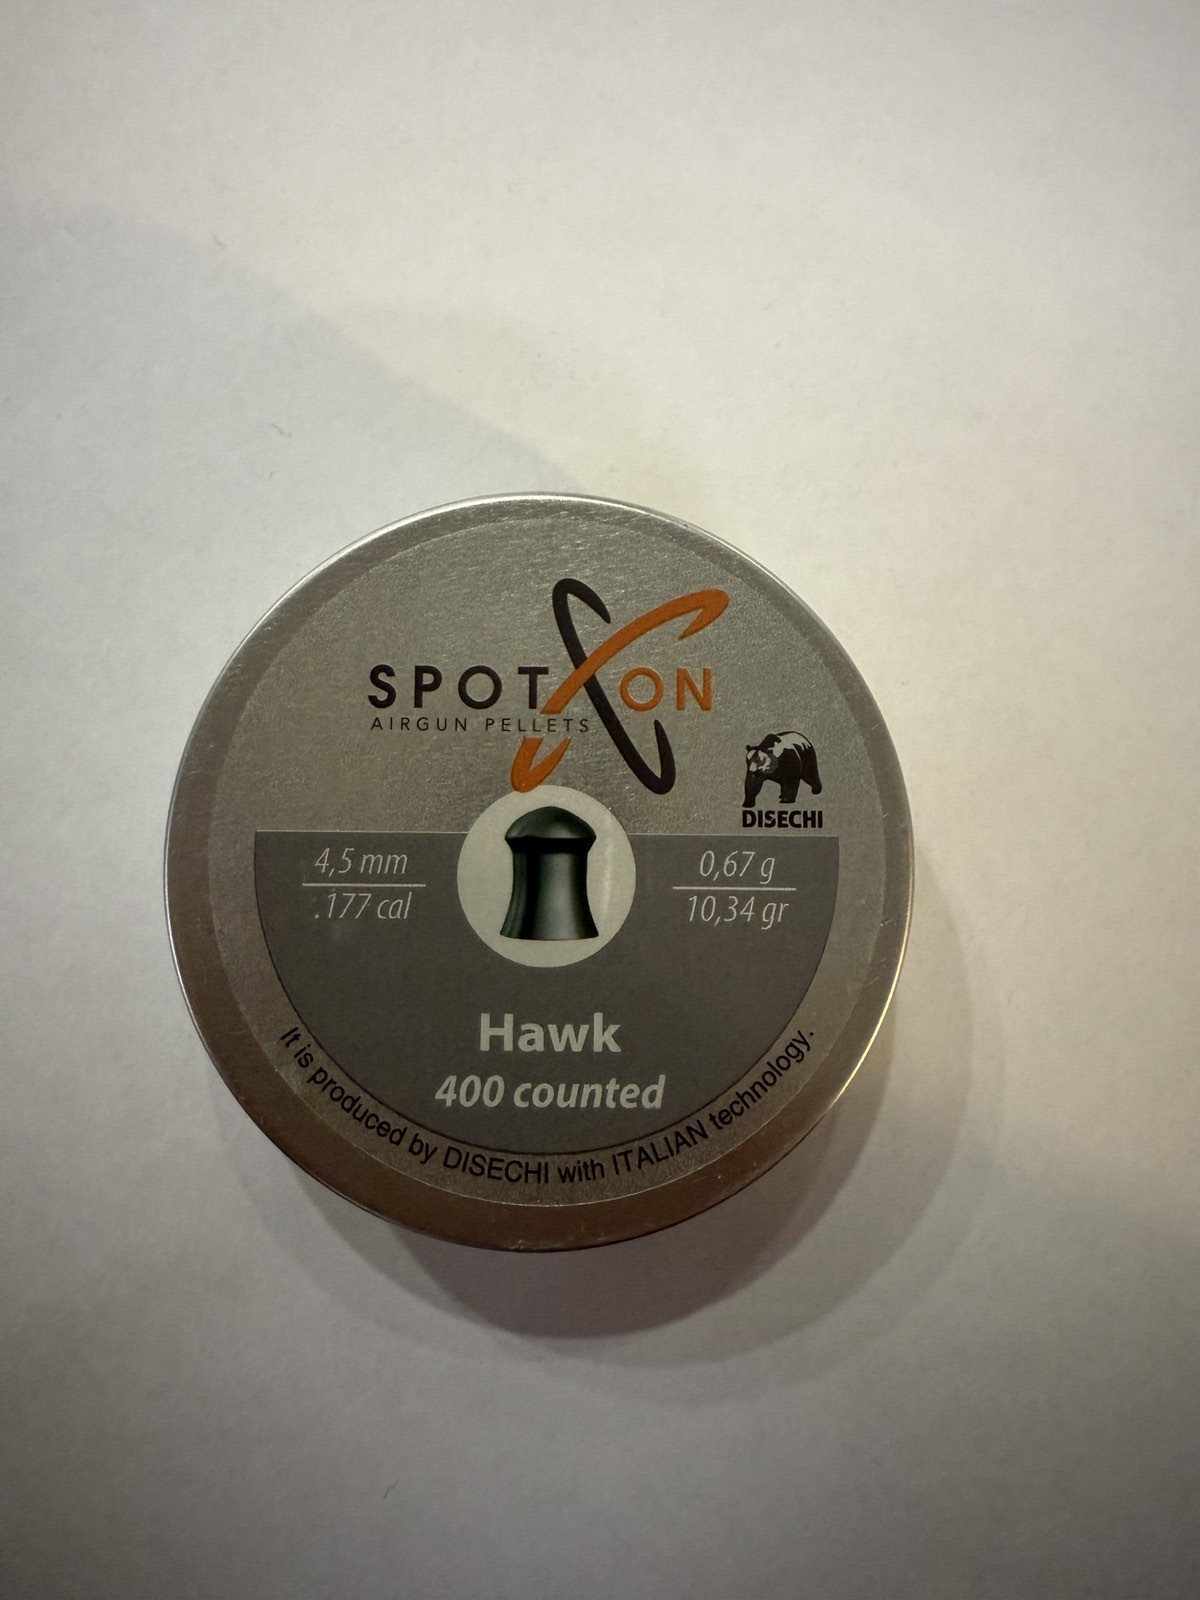 SPOT ON
AIRGUN PELLETS
DISECHI
4,5 mm
.177 cal
0,67 g
10,34 gr
Hawk
400 counted
It is produced by DISECHI with ITALIAN technology.